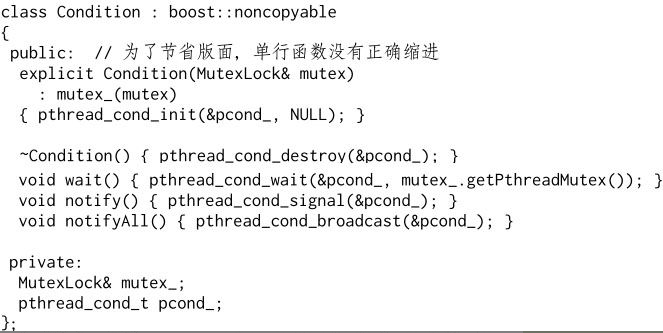 class Condition : boost::noncopyable
{
 public:  // 为了节省版面，单行函数没有正确缩进
  explicit Condition(MutexLock& mutex)
    : mutex_(mutex)
  { pthread_cond_init(&pcond_, NULL); }

  ~Condition() { pthread_cond_destroy(&pcond_); }
  void wait() { pthread_cond_wait(&pcond_, mutex_.getPthreadMutex()); }
  void notify() { pthread_cond_signal(&pcond_); }
  void notifyAll() { pthread_cond_broadcast(&pcond_); }

 private:
  MutexLock& mutex_;
  pthread_cond_t pcond_;
};